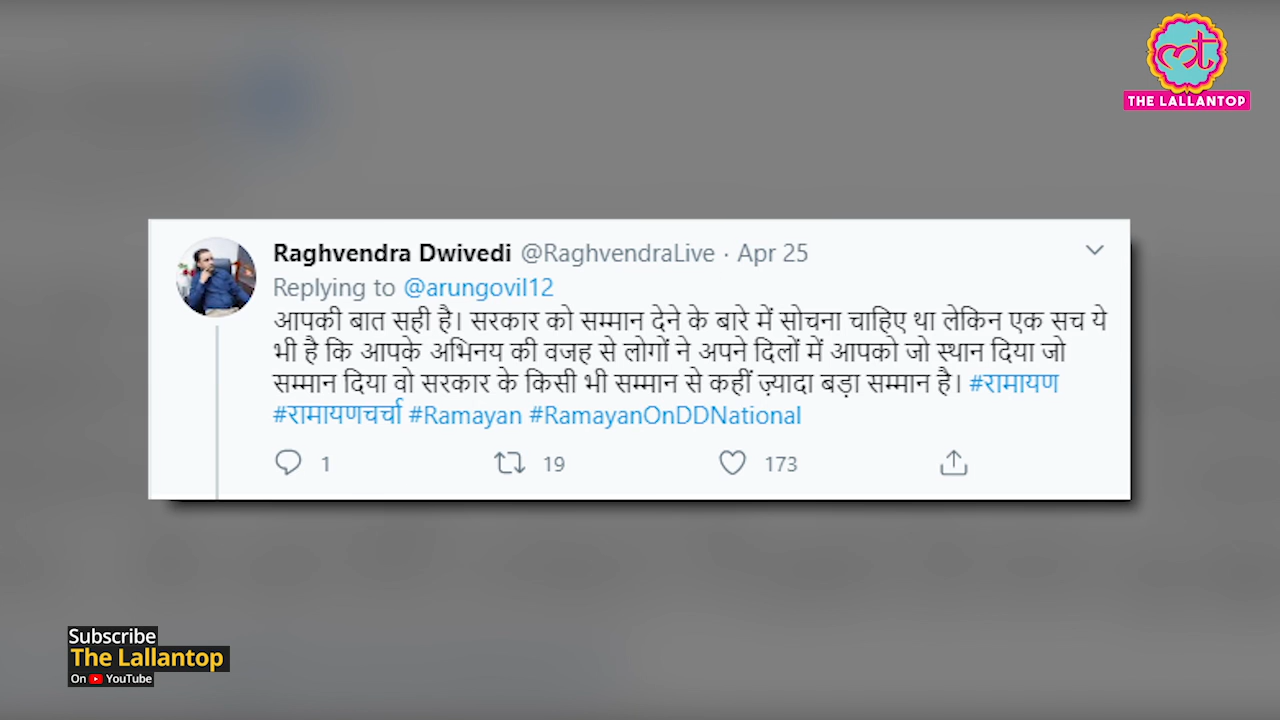 THE LALLANTOP
Raghvendra Dwivedi @RaghvendraLive · Apr 25
Replying to @arungovil12
आपकी बात सही है। सरकार को सम्मान देने के बारे में सोचना चाहिए था लेकिन एक सच ये
भी है कि आपके अभिनय की वजह से लोगों ने अपने दिलों में आपको जो स्थान दिया जो
सम्मान दिया वो सरकार के किसी भी सम्मान से कहीं ज़्यादा बड़ा सम्मान है। #रामायण
#रामायणचर्चा #Ramayan #RamayanOnDDNational
1 19 173
Subscribe
The Lallantop
On YouTube